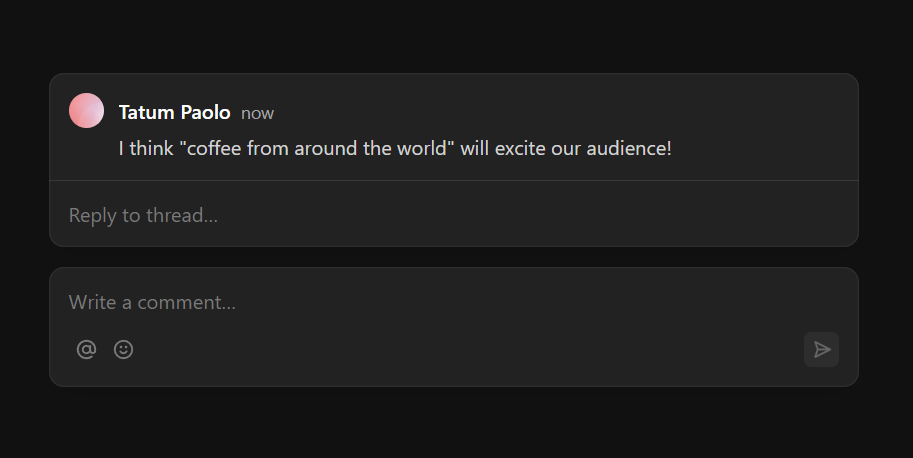 Tatum Paolo now
I think "coffee from around the world" will excite our audience!
Reply to thread…
Write a comment…